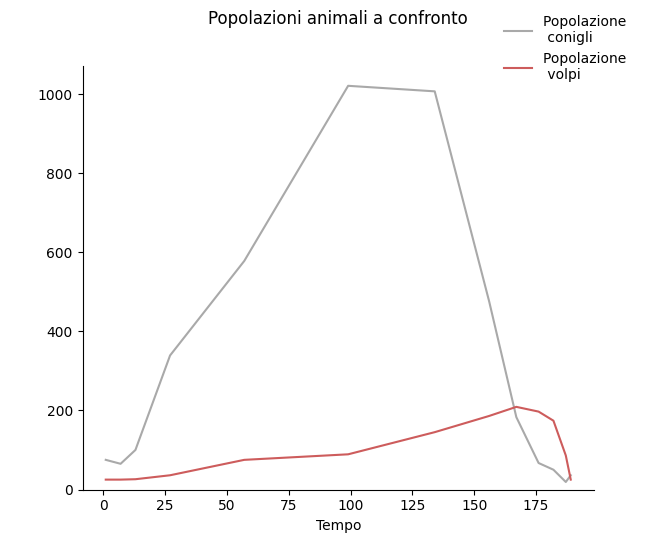 Popolazioni animali a confronto
Popolazione
conigli
Popolazione
volpi
1000
800
600
400
200
0
0 25 50 75 100 125 150 175
Tempo